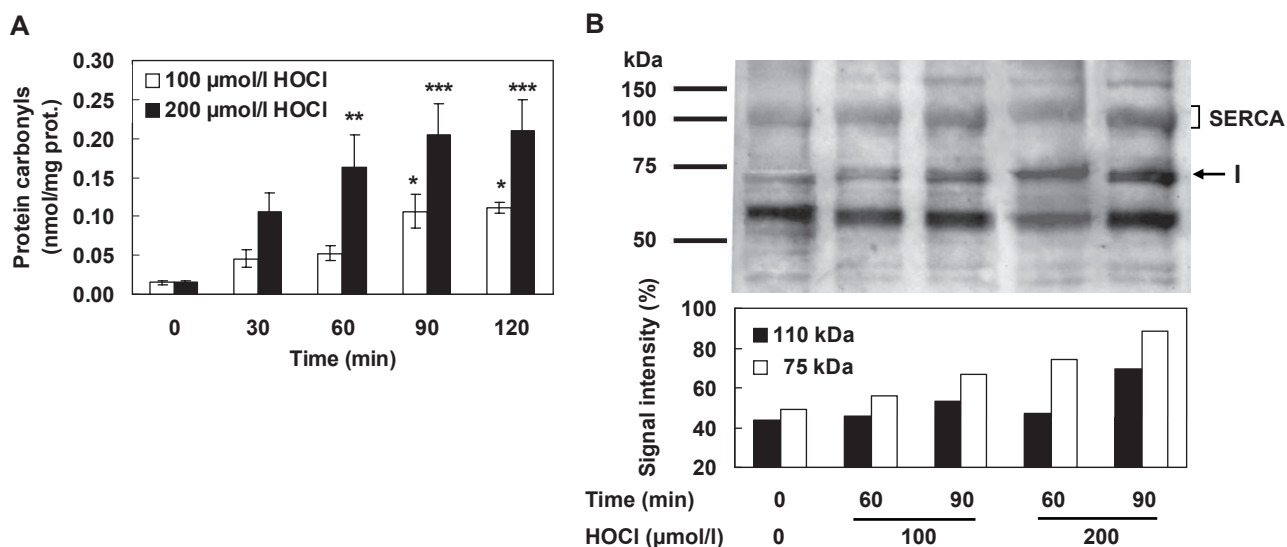 A
Protein carbonyls
(nmol/mg prot.)
0.30
0.25
0.20
0.15
0.10
0.05
0.00
100 µmol/l HOCl
200 µmol/l HOCl
** *** ***
* *
0 30 60 90 120
Time (min)
B
kDa
150
100
75
50
SERCA
I
Signal intensity (%)
100
80
60
40
20
110 kDa
75 kDa
Time (min) 0 60 90 60 90
HOCl (µmol/l) 0 100 200